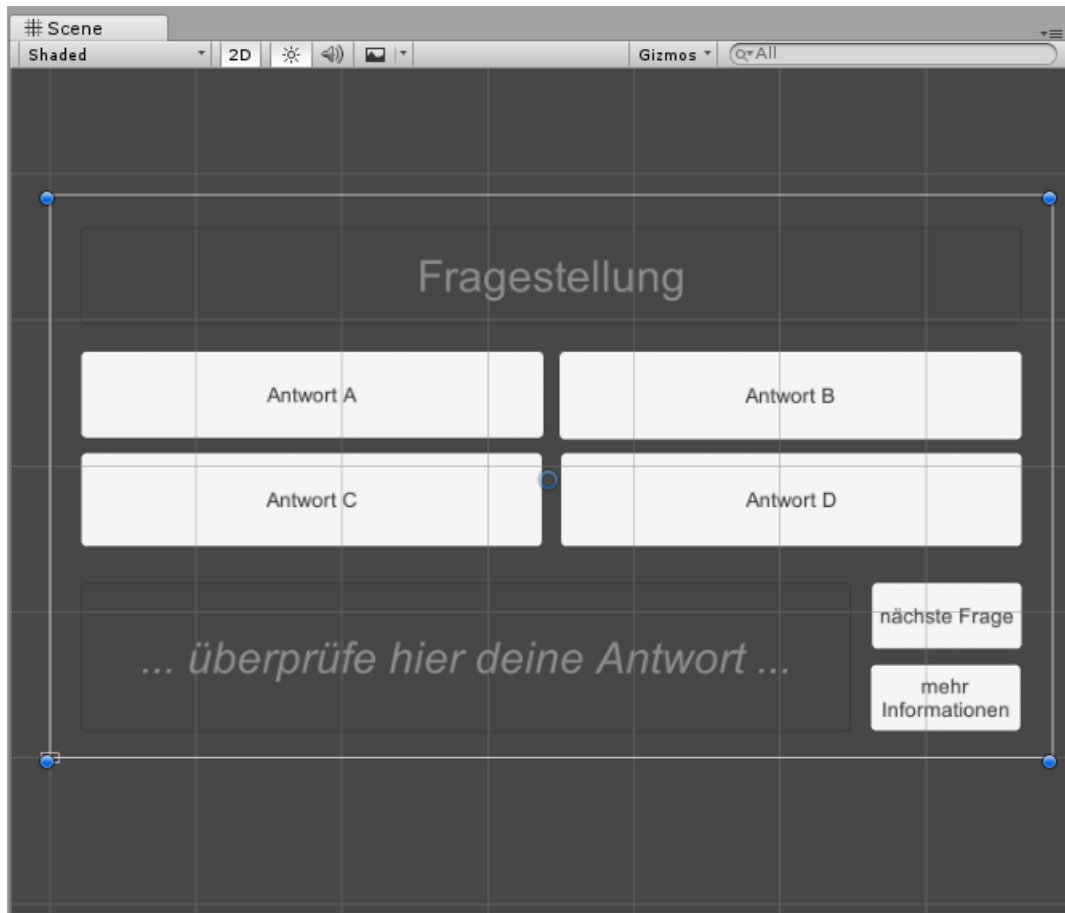 Scene
Shaded 2D Gizmos All
Fragestellung
Antwort A Antwort B
Antwort C Antwort D
... überprüfe hier deine Antwort ...
nächste Frage
mehr
Informationen